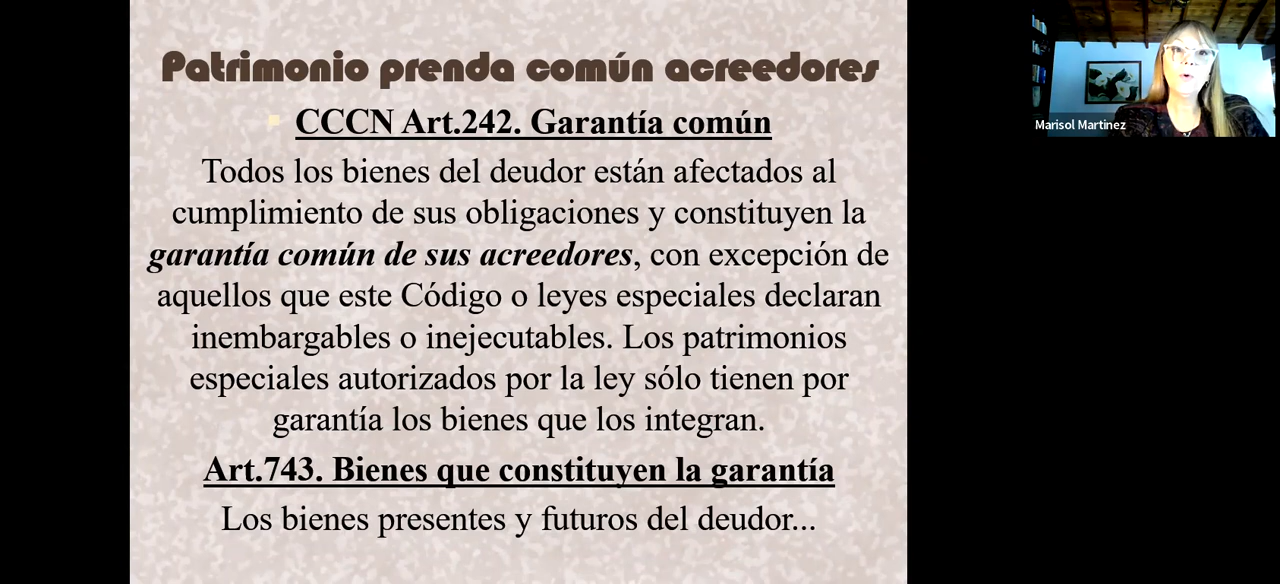 Patrimonio prenda común acreedores
CCCN Art.242. Garantía común
Todos los bienes del deudor están afectados al
cumplimiento de sus obligaciones y constituyen la
garantía común de sus acreedores, con excepción de
aquellos que este Código o leyes especiales declaran
inembargables o inejecutables. Los patrimonios
especiales autorizados por la ley sólo tienen por
garantía los bienes que los integran.
Art.743. Bienes que constituyen la garantía
Los bienes presentes y futuros del deudor...
Marisol Martinez